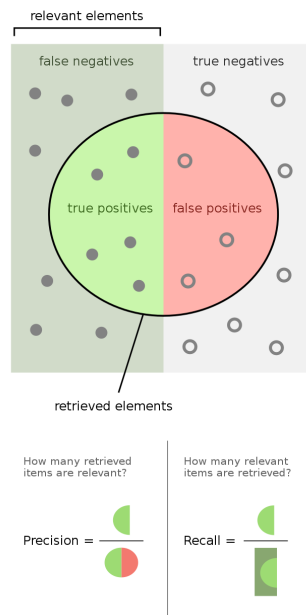 relevant elements
false negatives
true negatives
true positives
false positives
retrieved elements
How many retrieved
items are relevant?
Precision =
How many relevant
items are retrieved?
Recall =